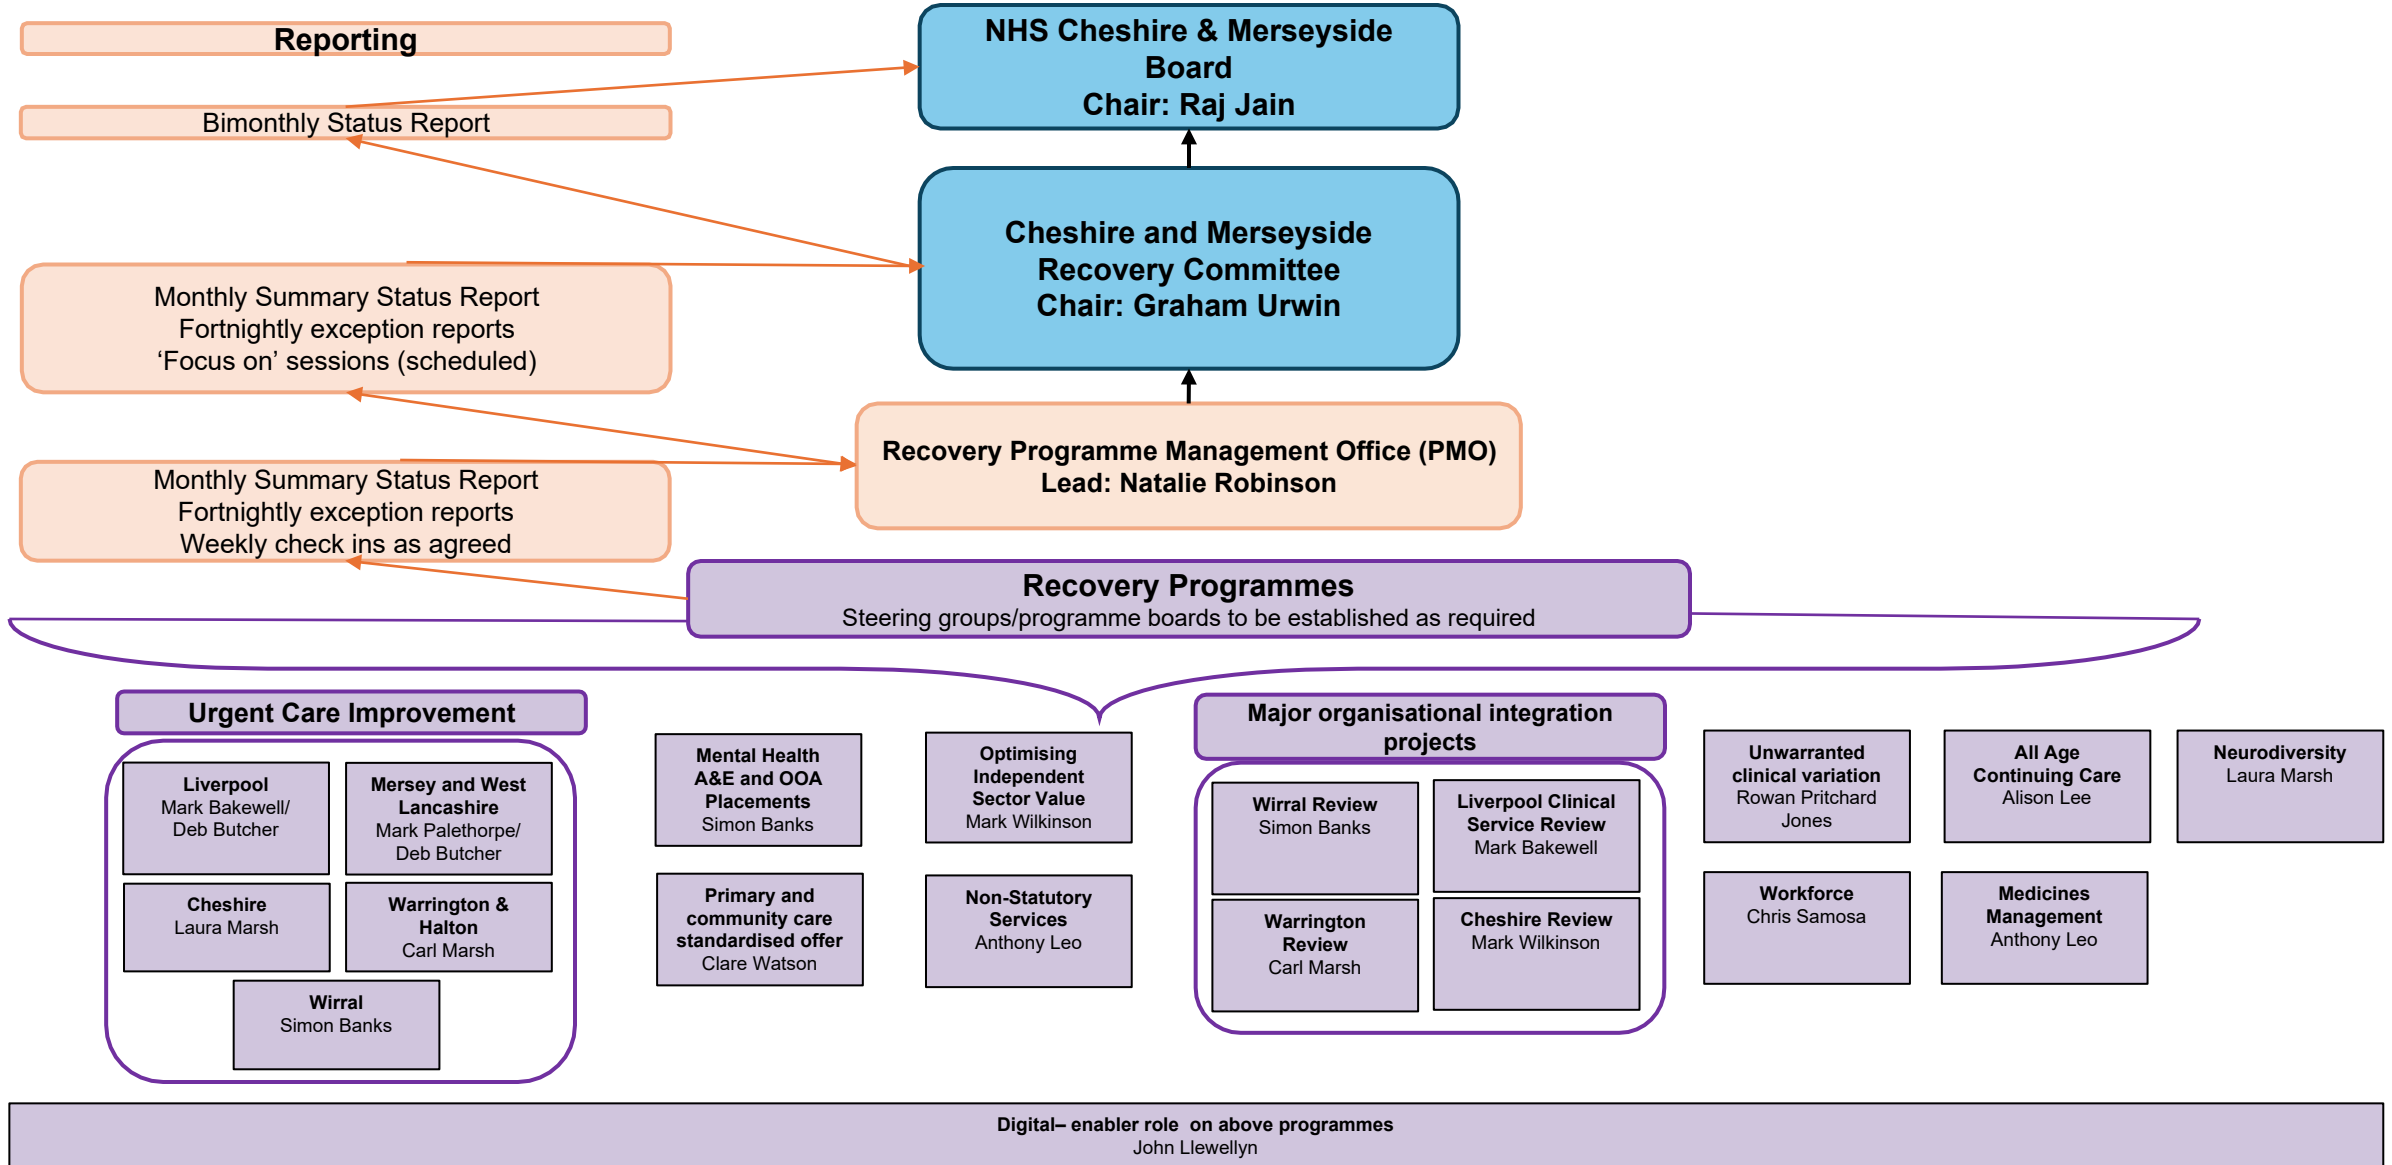 Reporting
NHS Cheshire & Merseyside
Board
Chair: Raj Jain
Bimonthly Status Report
Cheshire and Merseyside
Recovery Committee
Chair: Graham Urwin
Monthly Summary Status Report
Fortnightly exception reports
‘Focus on’ sessions (scheduled)
Recovery Programme Management Office (PMO)
Lead: Natalie Robinson
Monthly Summary Status Report
Fortnightly exception reports
Weekly check ins as agreed
Recovery Programmes
Steering groups/programme boards to be established as required
Urgent Care Improvement
Liverpool
Mark Bakewell/
Deb Butcher
Mersey and West
Lancashire
Mark Palethorpe/
Deb Butcher
Cheshire
Laura Marsh
Warrington &
Halton
Carl Marsh
Wirral
Simon Banks
Mental Health
A&E and OOA
Placements
Simon Banks
Primary and
community care
standardised offer
Clare Watson
Optimising
Independent
Sector Value
Mark Wilkinson
Non-Statutory
Services
Anthony Leo
Major organisational integration
projects
Wirral Review
Simon Banks
Liverpool Clinical
Service Review
Mark Bakewell
Warrington
Review
Carl Marsh
Cheshire Review
Mark Wilkinson
Unwarranted
clinical variation
Rowan Pritchard
Jones
All Age
Continuing Care
Alison Lee
Neurodiversity
Laura Marsh
Workforce
Chris Samosa
Medicines
Management
Anthony Leo
Digital– enabler role  on above programmes
John Llewellyn